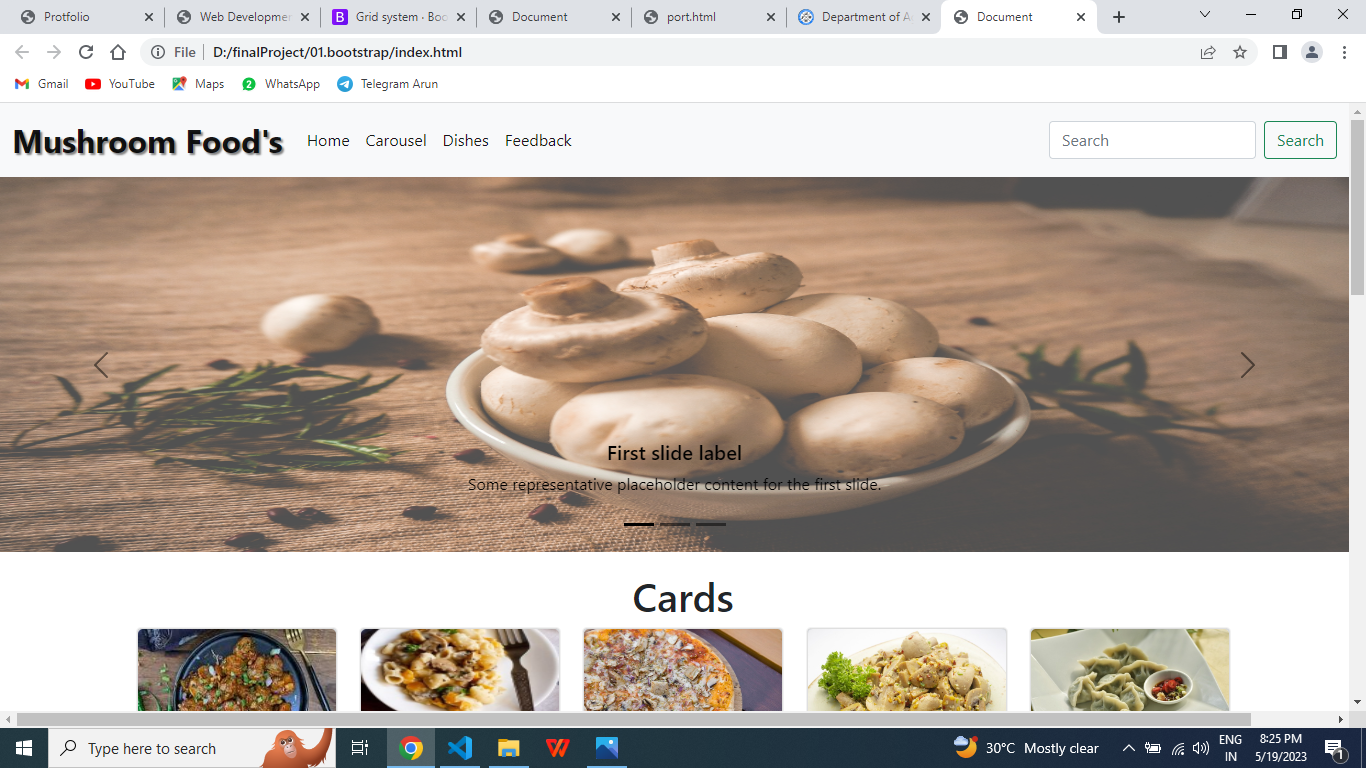 Protfolio
Web Developmen
Grid system · Boo
Document
port.html
Department of A
Document
File
D:/finalProject/01.bootstrap/index.html
Gmail
YouTube
Maps
WhatsApp
Telegram Arun
Mushroom Food's
Home
Carousel
Dishes
Feedback
Search
Search
First slide label
Some representative placeholder content for the first slide.
Cards
Type here to search
30°C Mostly clear
ENG
IN
8:25 PM
5/19/2023
1